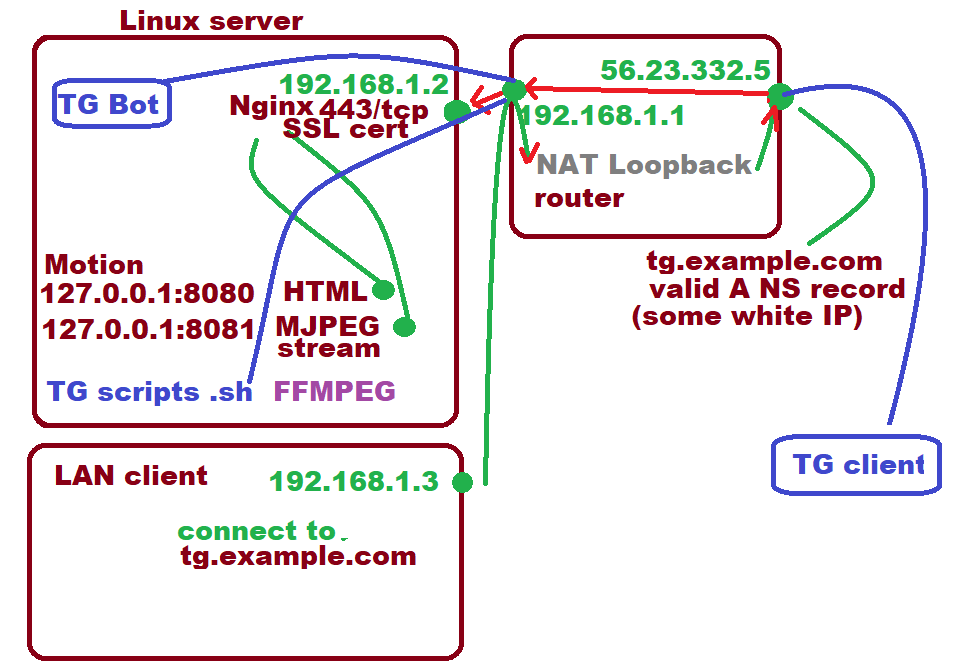 Linux server
TG Bot
192.168.1.2
Nginx 443/tcp
SSL cert
56.23.332.5
192.168.1.1
NAT Loopback
router
tg.example.com
valid A NS record
(some white IP)
Motion
127.0.0.1:8080 HTML
127.0.0.1:8081 MJPEG
stream
TG scripts .sh FFMPEG
TG client
LAN client
192.168.1.3
connect to
tg.example.com